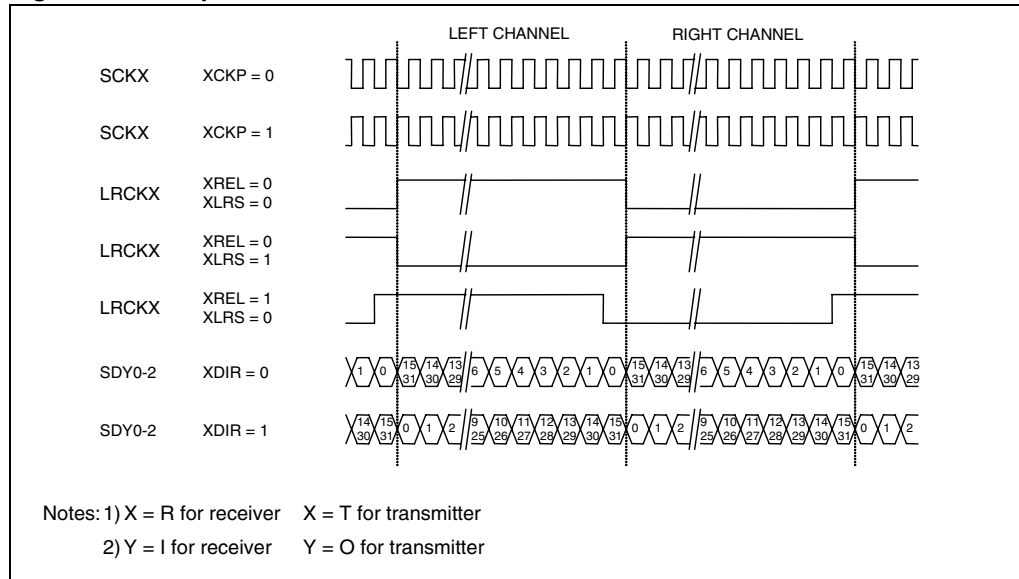 LEFT CHANNEL RIGHT CHANNEL
SCKX XCKP = 0
SCKX XCKP = 1
LRCKX XREL = 0
XLRS = 0
LRCKX XREL = 0
XLRS = 1
LRCKX XREL = 1
XLRS = 0
SDY0-2 XDIR = 0 1 0 15 31 14 30 13 29 6 5 4 3 2 1 0 15 31 14 30 13 29 6 5 4 3 2 1 0 15 31 14 30 13 29
SDY0-2 XDIR = 1 14 30 15 31 0 1 2 9 25 10 26 11 27 12 28 13 29 14 30 15 31 0 1 2 9 25 10 26 11 27 12 28 13 29 14 30 15 31 0 1 2
Notes: 1) X = R for receiver X = T for transmitter
2) Y = I for receiver Y = O for transmitter